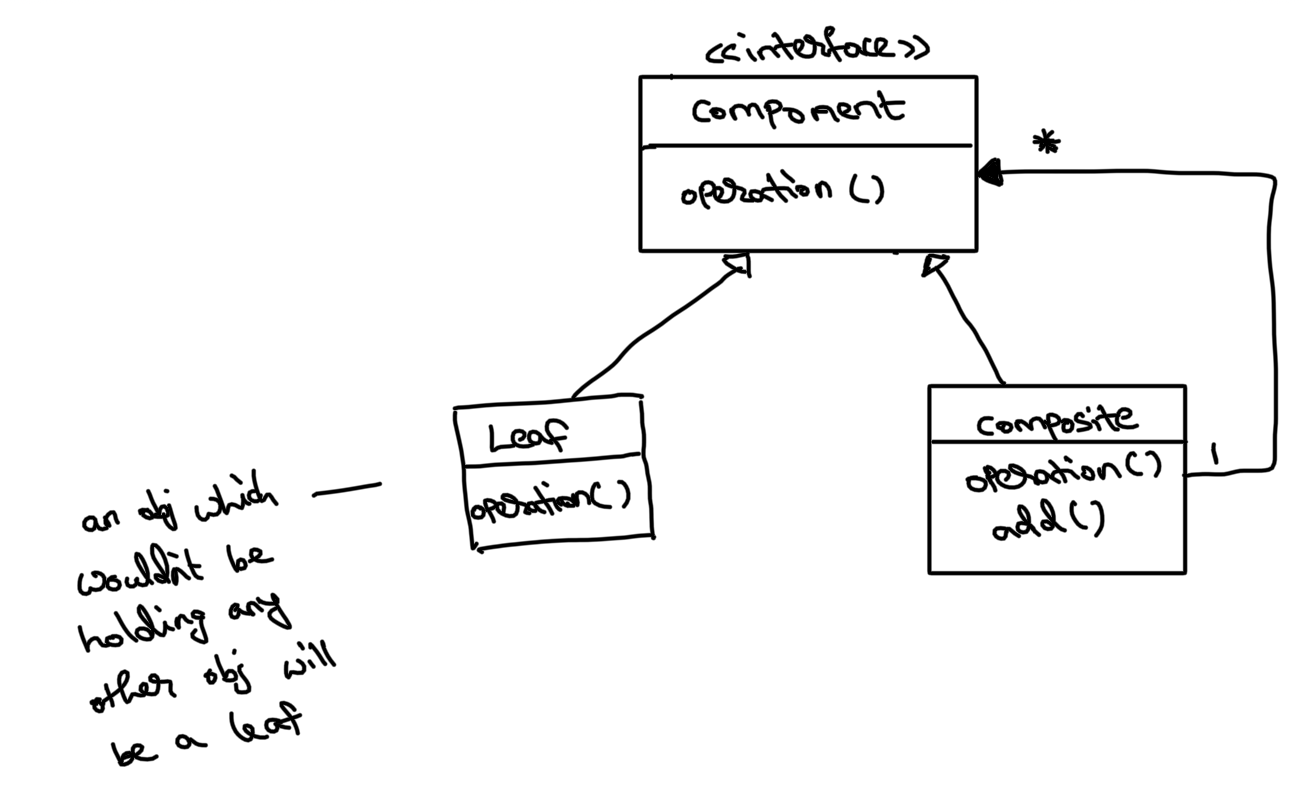 <<interface>>
Component
operation ()
*
Leaf
operation()
Composite
operation()
add()
1
an obj which
wouldn't be
holding any
other obj will
be a leaf